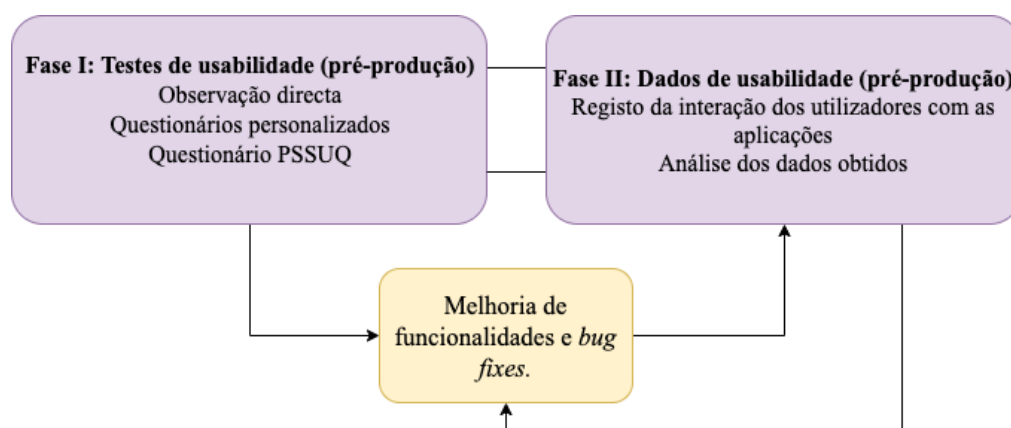 Fase I: Testes de usabilidade (pré-produção)
Observação directa
Questionários personalizados
Questionário PSSUQ
Fase II: Dados de usabilidade (pré-produção)
Registo da interação dos utilizadores com as
aplicações
Análise dos dados obtidos
Melhoria de
funcionalidades e bug
fixes.